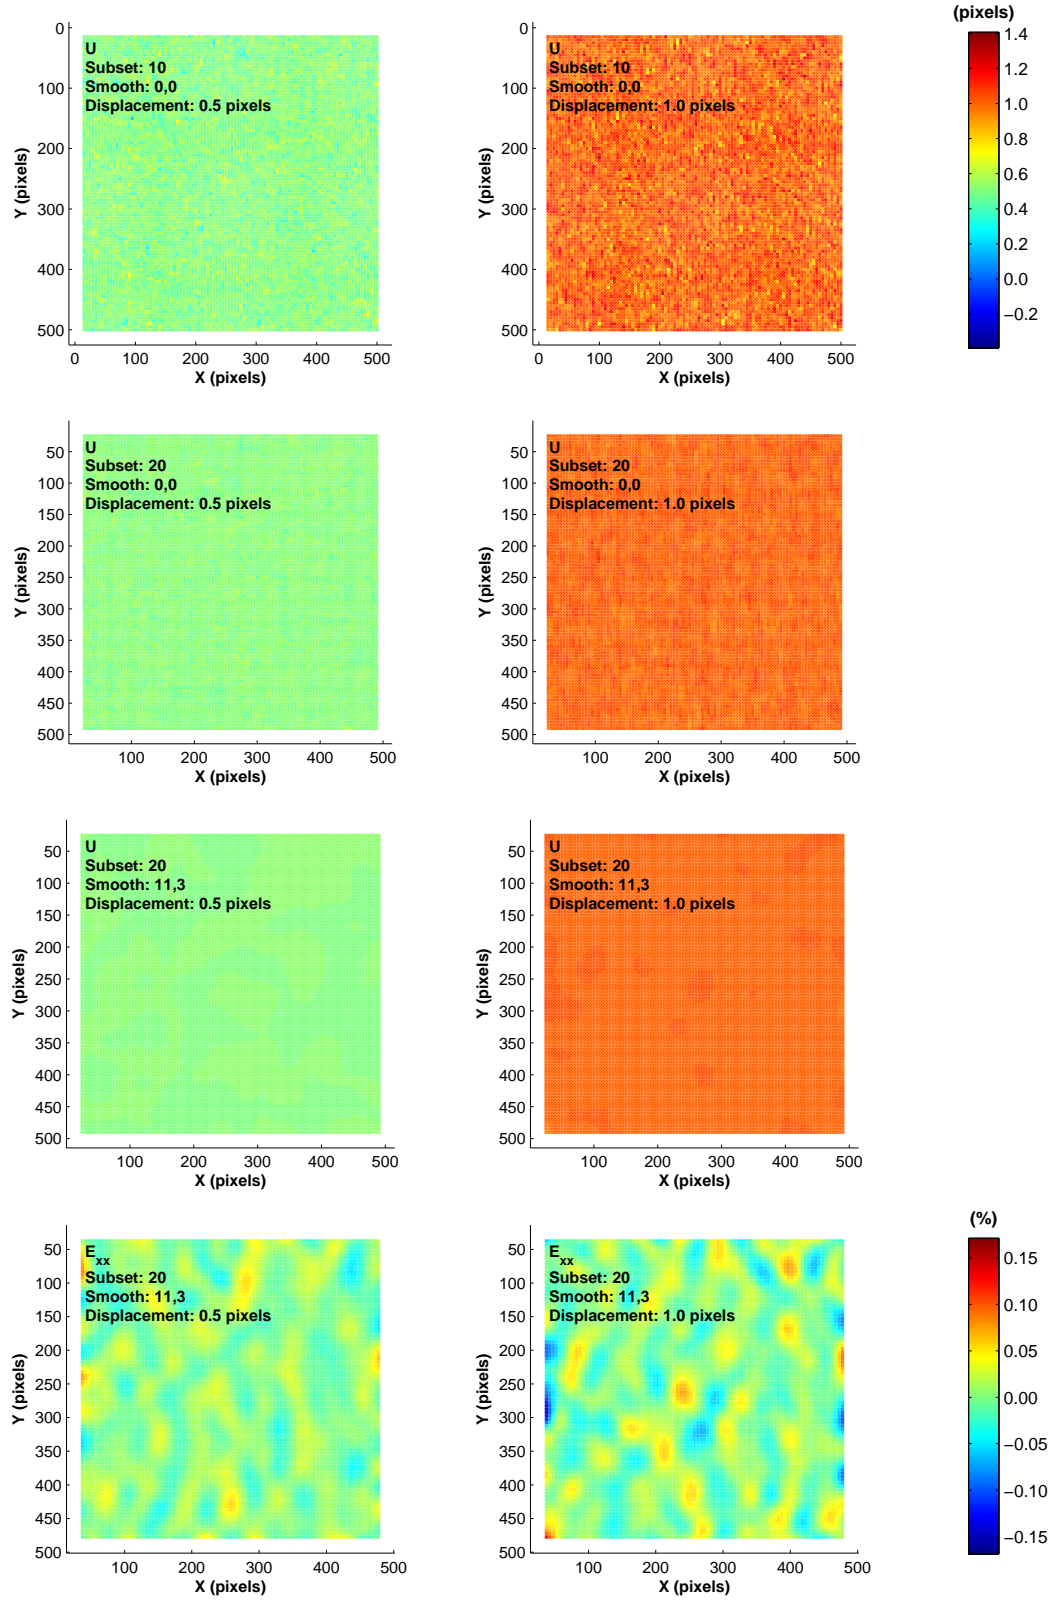 (pixels)
U
Subset: 10
Smooth: 0,0
Displacement: 0.5 pixels
0
100
200
300
400
500
Y (pixels)
0 100 200 300 400 500
X (pixels)
U
Subset: 10
Smooth: 0,0
Displacement: 1.0 pixels
0
100
200
300
400
500
Y (pixels)
0 100 200 300 400 500
X (pixels)
1.4
1.2
1.0
0.8
0.6
0.4
0.2
0.0
−0.2
U
Subset: 20
Smooth: 0,0
Displacement: 0.5 pixels
50
100
150
200
250
300
350
400
450
500
Y (pixels)
100 200 300 400 500
X (pixels)
U
Subset: 20
Smooth: 0,0
Displacement: 1.0 pixels
50
100
150
200
250
300
350
400
450
500
Y (pixels)
100 200 300 400 500
X (pixels)
U
Subset: 20
Smooth: 11,3
Displacement: 0.5 pixels
50
100
150
200
250
300
350
400
450
500
Y (pixels)
100 200 300 400 500
X (pixels)
U
Subset: 20
Smooth: 11,3
Displacement: 1.0 pixels
50
100
150
200
250
300
350
400
450
500
Y (pixels)
100 200 300 400 500
X (pixels)
Exx
Subset: 20
Smooth: 11,3
Displacement: 0.5 pixels
50
100
150
200
250
300
350
400
450
500
Y (pixels)
100 200 300 400 500
X (pixels)
Exx
Subset: 20
Smooth: 11,3
Displacement: 1.0 pixels
50
100
150
200
250
300
350
400
450
500
Y (pixels)
100 200 300 400 500
X (pixels)
(%)
0.15
0.10
0.05
0.00
−0.05
−0.10
−0.15